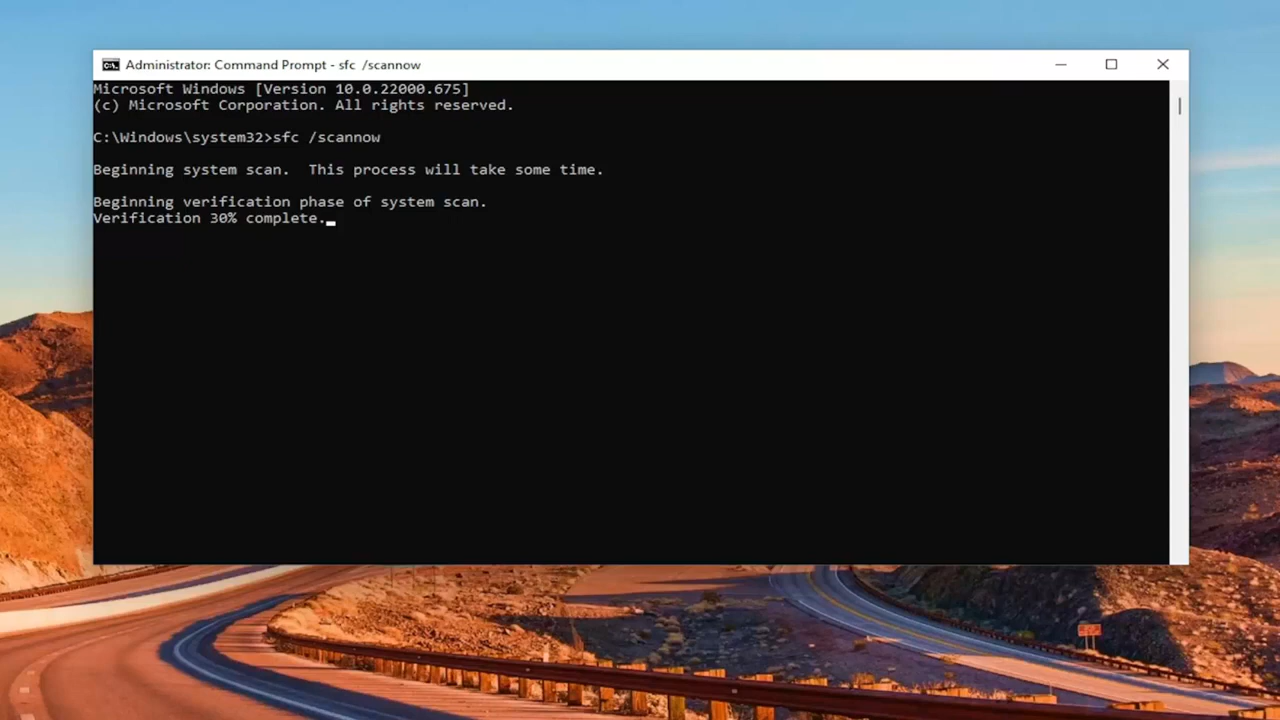 Administrator: Command Prompt - sfc  /scannow
Microsoft Windows [Version 10.0.22000.675]
(c) Microsoft Corporation. All rights reserved.
C:\Windows\system32>sfc /scannow
Beginning system scan.  This process will take some time.
Beginning verification phase of system scan.
Verification 30% complete.